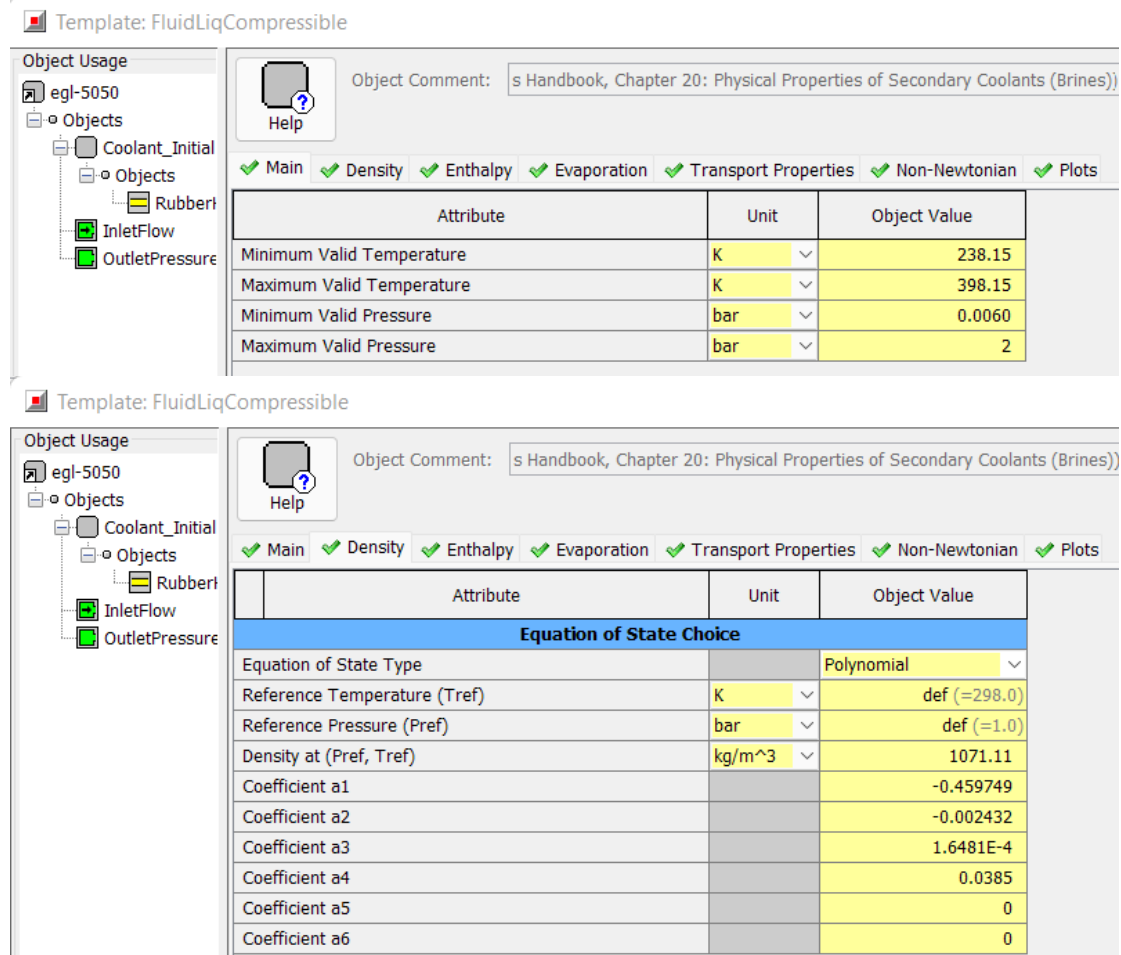 Template: FluidLiqCompressible
Object Usage
egl-5050
Objects
Coolant_Initial
Objects
Rubber
InletFlow
OutletPressure
Help
Object Comment: s Handbook, Chapter 20: Physical Properties of Secondary Coolants (Brines))
Main Density Enthalpy Evaporation Transport Properties Non-Newtonian Plots
Attribute Unit Object Value
Minimum Valid Temperature K 238.15
Maximum Valid Temperature K 398.15
Minimum Valid Pressure bar 0.0060
Maximum Valid Pressure bar 2
Template: FluidLiqCompressible
Object Usage
egl-5050
Objects
Coolant_Initial
Objects
Rubber
InletFlow
OutletPressure
Help
Object Comment: s Handbook, Chapter 20: Physical Properties of Secondary Coolants (Brines))
Main Density Enthalpy Evaporation Transport Properties Non-Newtonian Plots
Attribute Unit Object Value
Equation of State Choice
Equation of State Type Polynomial
Reference Temperature (Tref) K def (=298.0)
Reference Pressure (Pref) bar def (=1.0)
Density at (Pref, Tref) kg/m^3 1071.11
Coefficient a1 -0.459749
Coefficient a2 -0.002432
Coefficient a3 1.6481E-4
Coefficient a4 0.0385
Coefficient a5 0
Coefficient a6 0